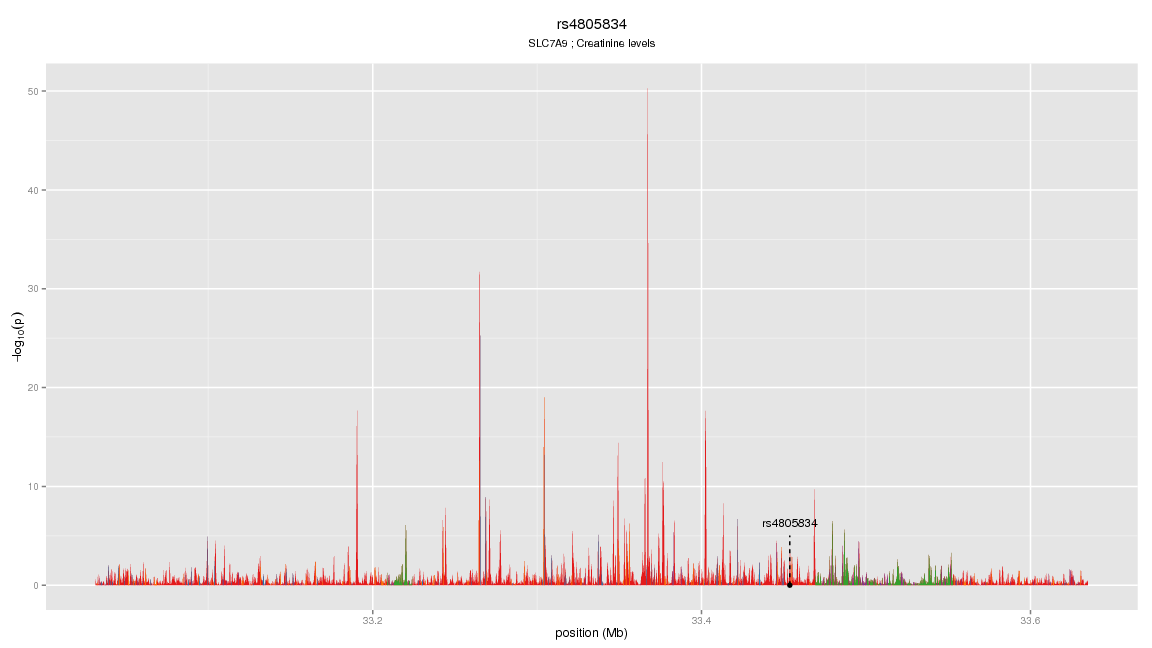 rs4805834
SLC7A9 ; Creatinine levels
50
40
30
20
10
0
−log10(p)
rs4805834
33.2
33.4
33.6
position (Mb)